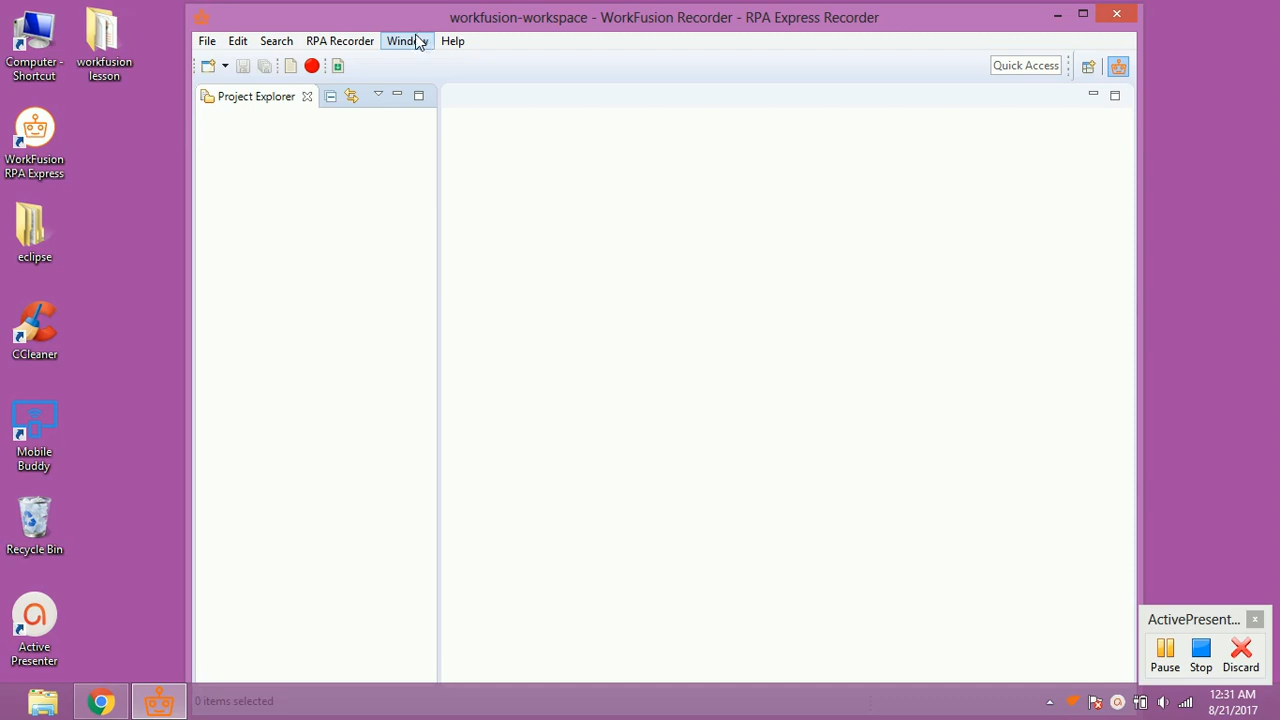 workfusion-workspace - WorkFusion Recorder - RPA Express Recorder
File Edit Search RPA Recorder Window Help
Quick Access
Project Explorer
Computer - Shortcut
workfusion lesson
WorkFusion RPA Express
eclipse
CCleaner
Mobile Buddy
Recycle Bin
Active Presenter
ActivePresent...
Pause Stop Discard
0 items selected
12:31 AM
8/21/2017